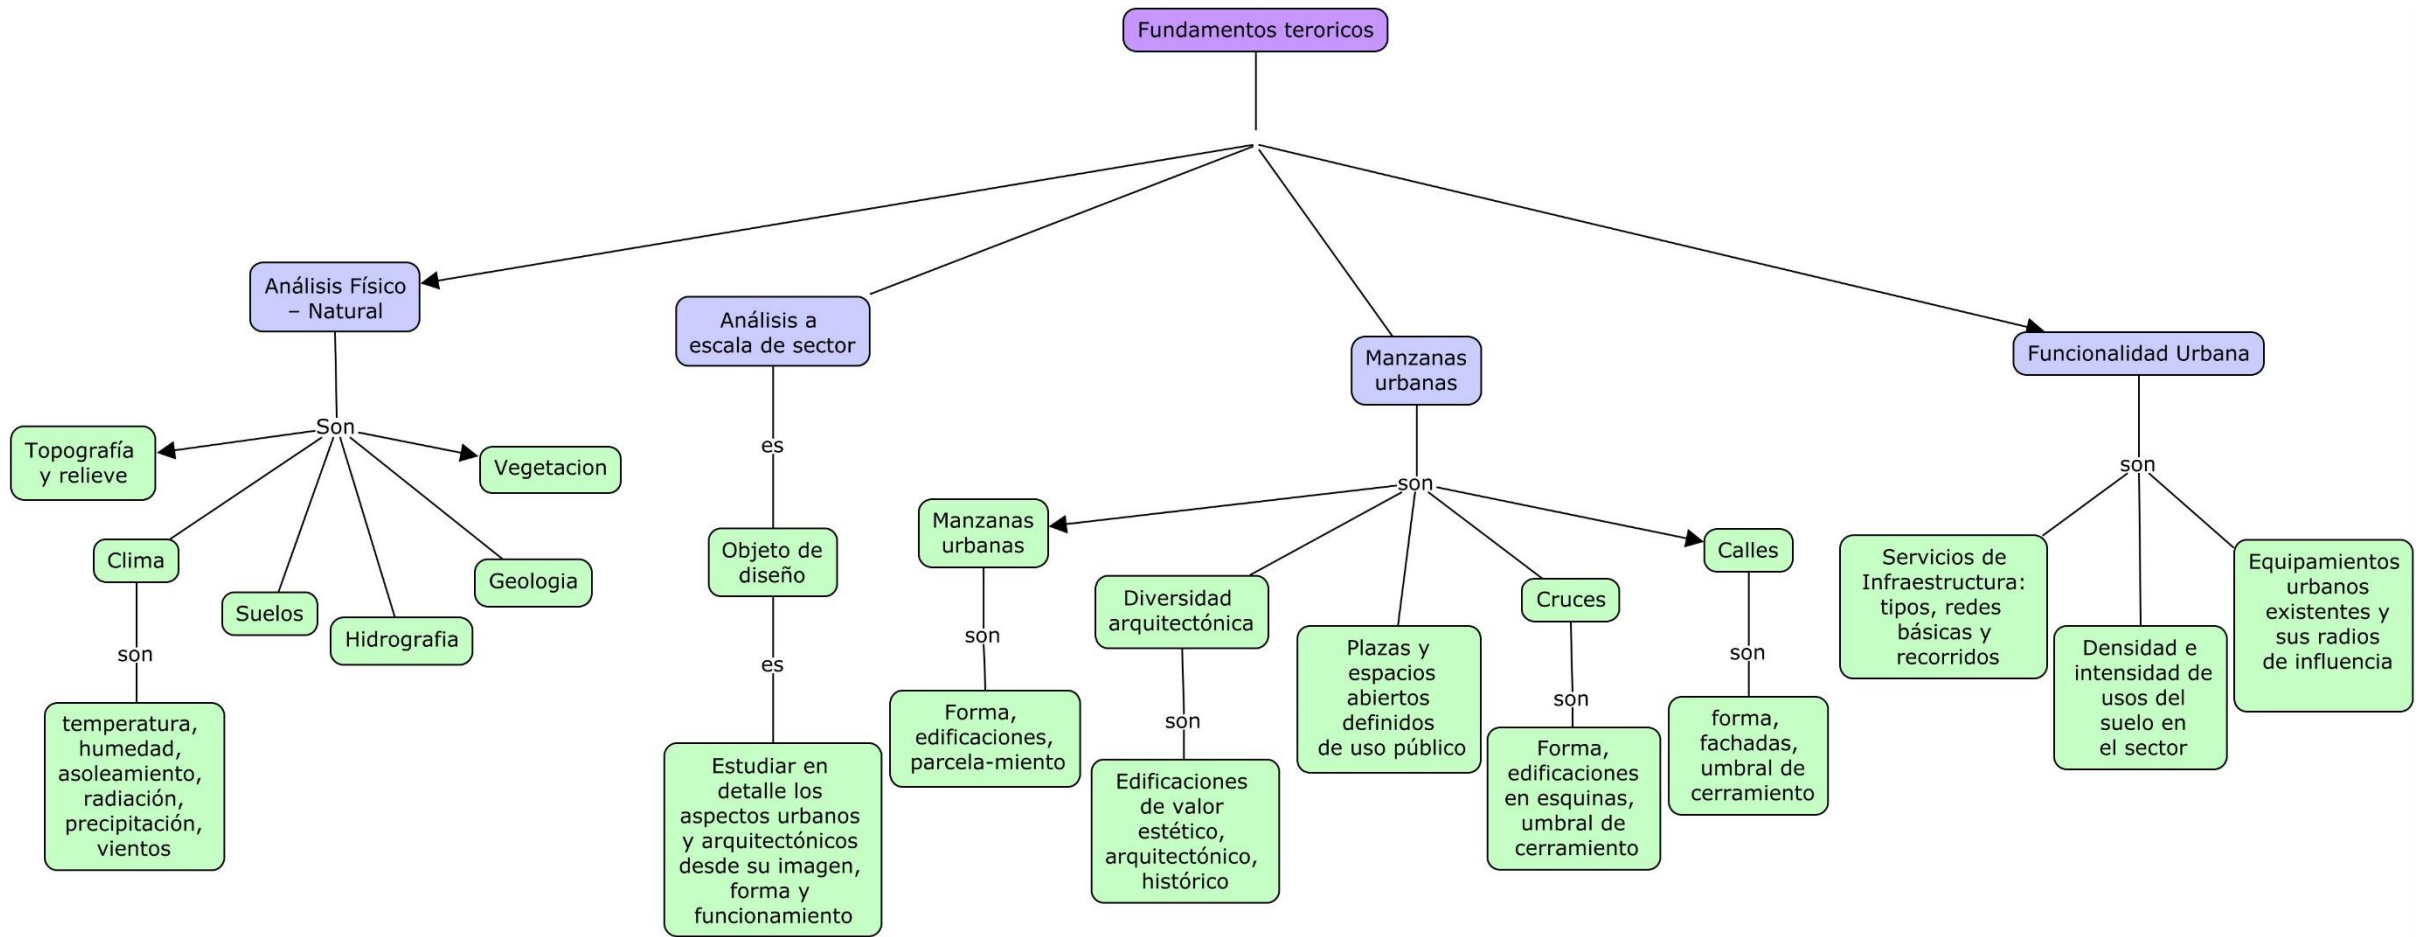 Fundamentos teroricos
Análisis Físico
– Natural
Son
Topografía
y relieve
Vegetacion
Clima
Suelos
Hidrografia
Geologia
son
temperatura,
humedad,
asoleamiento,
radiación,
precipitación,
vientos
Análisis a
escala de sector
es
Objeto de
diseño
es
Estudiar en
detalle los
aspectos urbanos
y arquitectónicos
desde su imagen,
forma y
funcionamiento
Manzanas
urbanas
son
Manzanas
urbanas
son
Forma,
edificaciones,
parcela-miento
Diversidad
arquitectónica
son
Edificaciones
de valor
estético,
arquitectónico,
histórico
Plazas y
espacios
abiertos
definidos
de uso público
Cruces
son
Forma,
edificaciones
en esquinas,
umbral de
cerramiento
Calles
son
forma,
fachadas,
umbral de
cerramiento
Funcionalidad Urbana
son
Servicios de
Infraestructura:
tipos, redes
básicas y
recorridos
Densidad e
intensidad de
usos del
suelo en
el sector
Equipamientos
urbanos
existentes y
sus radios
de influencia